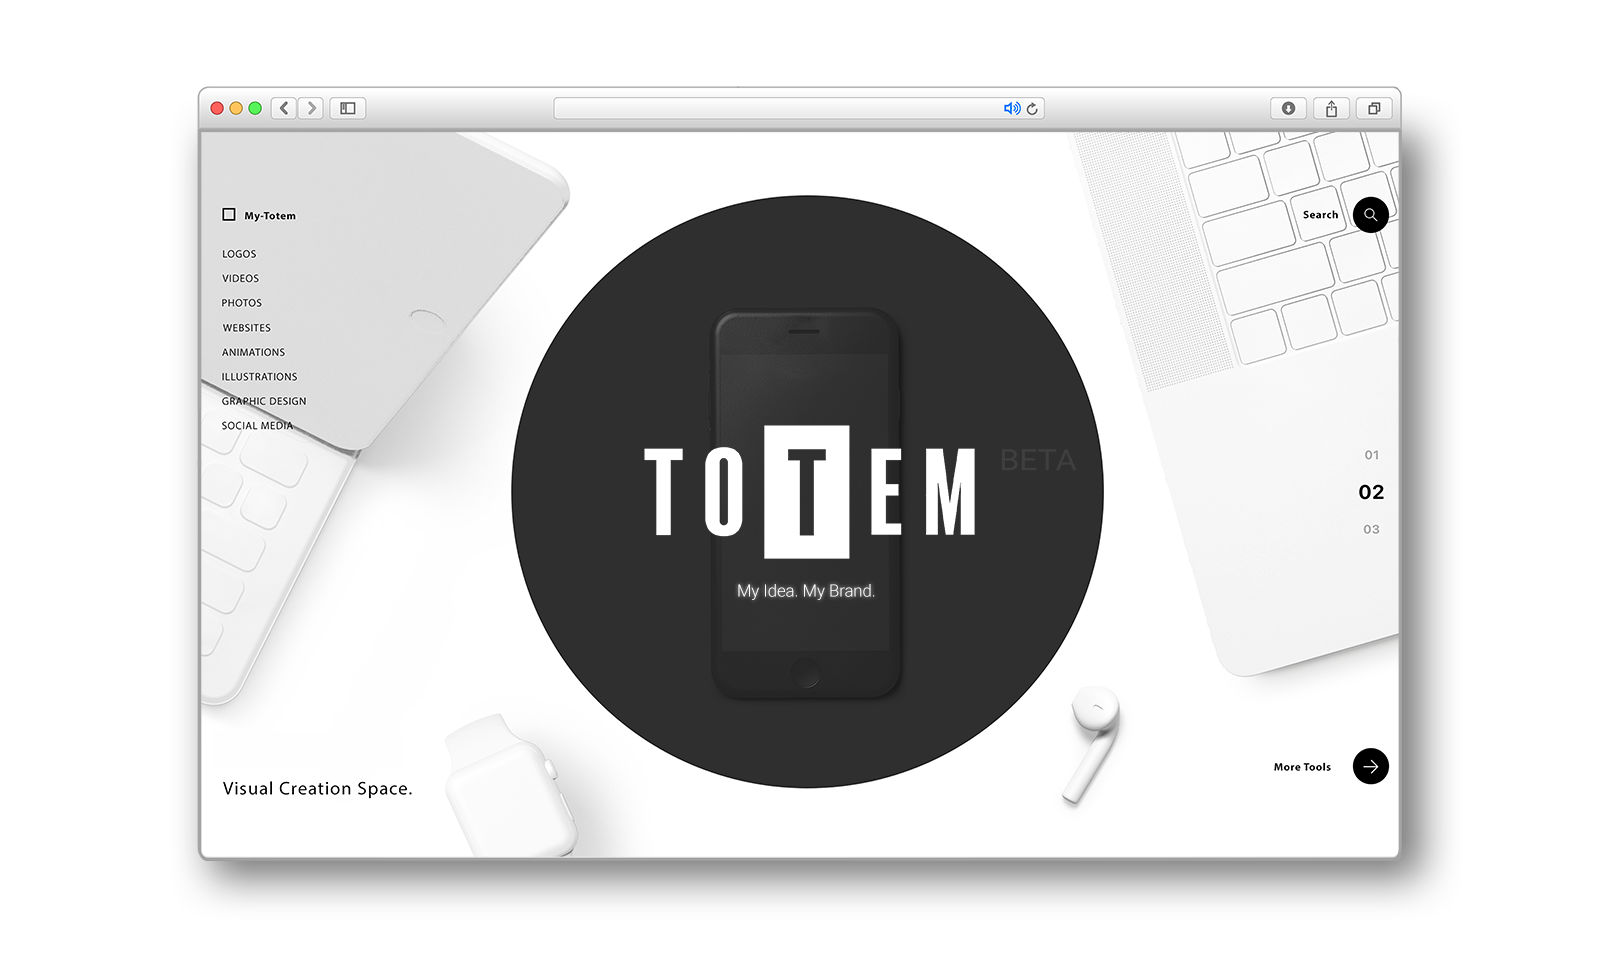 My-Totem
LOGOS
VIDEOS
PHOTOS
WEBSITES
ANIMATIONS
ILLUSTRATIONS
GRAPHIC DESIGN
SOCIAL MEDIA
Search
TOTEM BETA
My Idea. My Brand.
01
02
03
Visual Creation Space.
More Tools